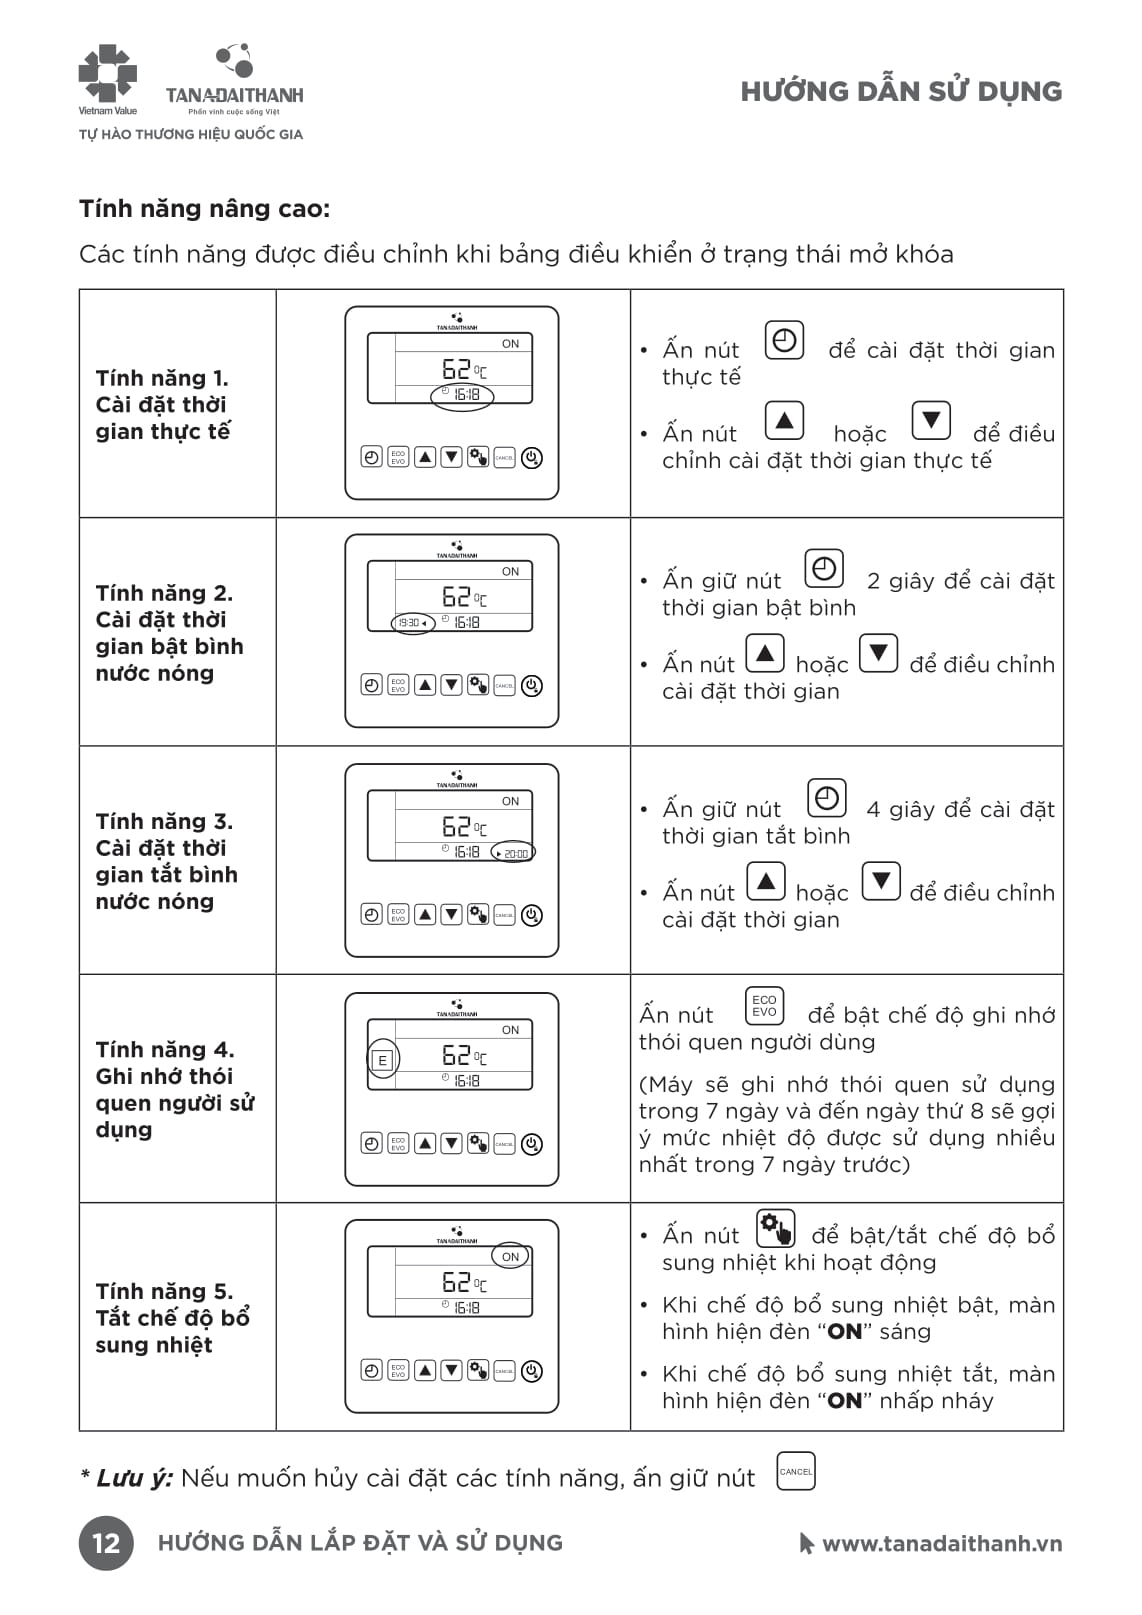 Vietnam Value
TANADAITHANH
Phồn vinh cuộc sống Việt
TỰ HÀO THƯƠNG HIỆU QUỐC GIA
HƯỚNG DẪN SỬ DỤNG
Tính năng nâng cao:
Các tính năng được điều chỉnh khi bảng điều khiển ở trạng thái mở khóa
Tính năng 1.
Cài đặt thời
gian thực tế
TANADAITHANH
ON
62 °C
16:18
ECO
EVO
CANCEL
• Ấn nút để cài đặt thời gian
thực tế
• Ấn nút ▲ hoặc ▼ để điều
chỉnh cài đặt thời gian thực tế
Tính năng 2.
Cài đặt thời
gian bật bình
nước nóng
TANADAITHANH
ON
62 °C
19:30 ◀ 16:18
ECO
EVO
CANCEL
• Ấn giữ nút 2 giây để cài đặt
thời gian bật bình
• Ấn nút ▲ hoặc ▼ để điều chỉnh
cài đặt thời gian
Tính năng 3.
Cài đặt thời
gian tắt bình
nước nóng
TANADAITHANH
ON
62 °C
16:18 ▶ 20:00
ECO
EVO
CANCEL
• Ấn giữ nút 4 giây để cài đặt
thời gian tắt bình
• Ấn nút ▲ hoặc ▼ để điều chỉnh
cài đặt thời gian
Tính năng 4.
Ghi nhớ thói
quen người sử
dụng
TANADAITHANH
ON
E 62 °C
16:18
ECO
EVO
CANCEL
Ấn nút ECO EVO để bật chế độ ghi nhớ
thói quen người dùng
(Máy sẽ ghi nhớ thói quen sử dụng
trong 7 ngày và đến ngày thứ 8 sẽ gợi
ý mức nhiệt độ được sử dụng nhiều
nhất trong 7 ngày trước)
Tính năng 5.
Tắt chế độ bổ
sung nhiệt
TANADAITHANH
ON
62 °C
16:18
ECO
EVO
CANCEL
• Ấn nút để bật/tắt chế độ bổ
sung nhiệt khi hoạt động
• Khi chế độ bổ sung nhiệt bật, màn
hình hiện đèn “ON” sáng
• Khi chế độ bổ sung nhiệt tắt, màn
hình hiện đèn “ON” nhấp nháy
* Lưu ý: Nếu muốn hủy cài đặt các tính năng, ấn giữ nút CANCEL
12 HƯỚNG DẪN LẮP ĐẶT VÀ SỬ DỤNG
www.tanadaithanh.vn